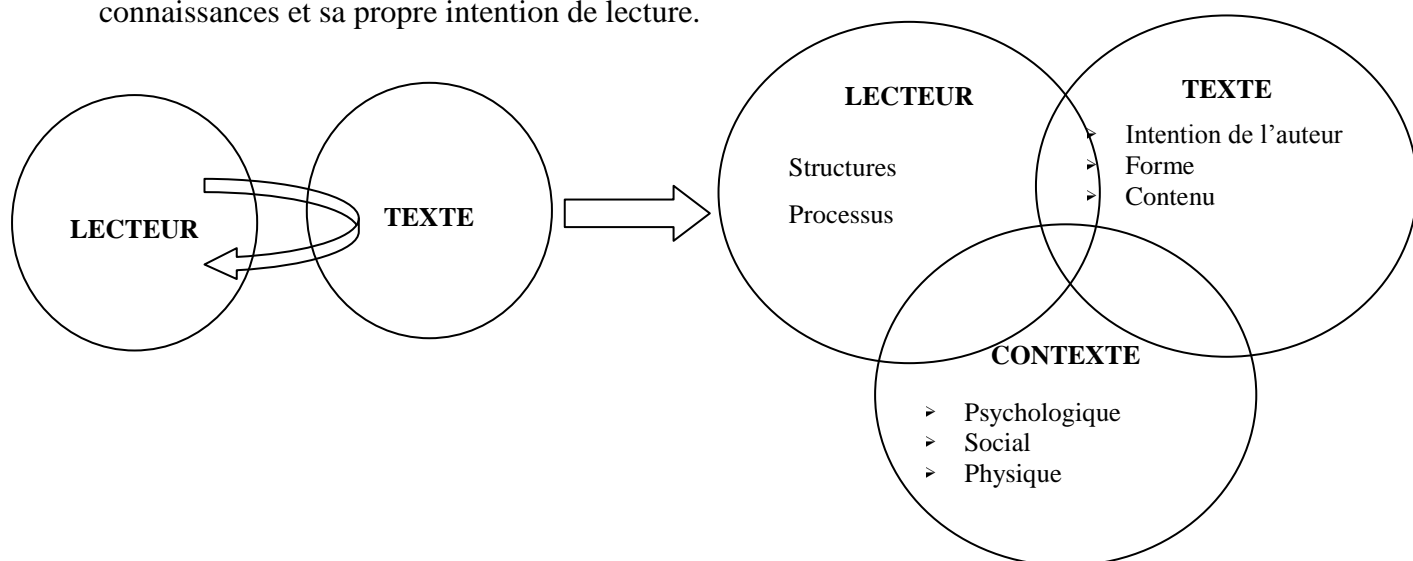 connaissances et sa propre intention de lecture.
LECTEUR
TEXTE
LECTEUR
Structures
Processus
TEXTE
➢ Intention de l’auteur
➢ Forme
➢ Contenu
CONTEXTE
➢ Psychologique
➢ Social
➢ Physique